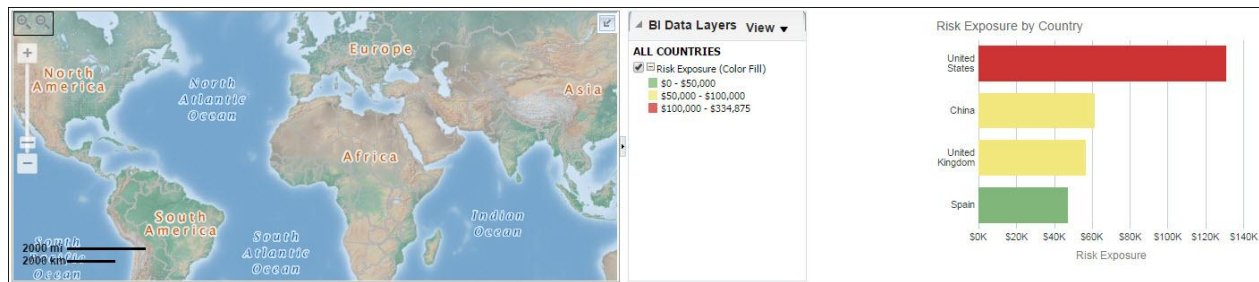 Europe
North
America
North
Atlantic
Ocean
Asia
Africa
South
America
Indian
Ocean
2000 mi
South
Pacific
2000 km
Ocean
South
Atlantic
Ocean
BI Data Layers View
ALL COUNTRIES
Risk Exposure (Color Fill)
$0 - $50,000
$50,000 - $100,000
$100,000 - $334,875
Risk Exposure by Country
United
States
China
United
Kingdom
Spain
$0K $20K $40K $60K $80K $100K $120K $140K
Risk Exposure